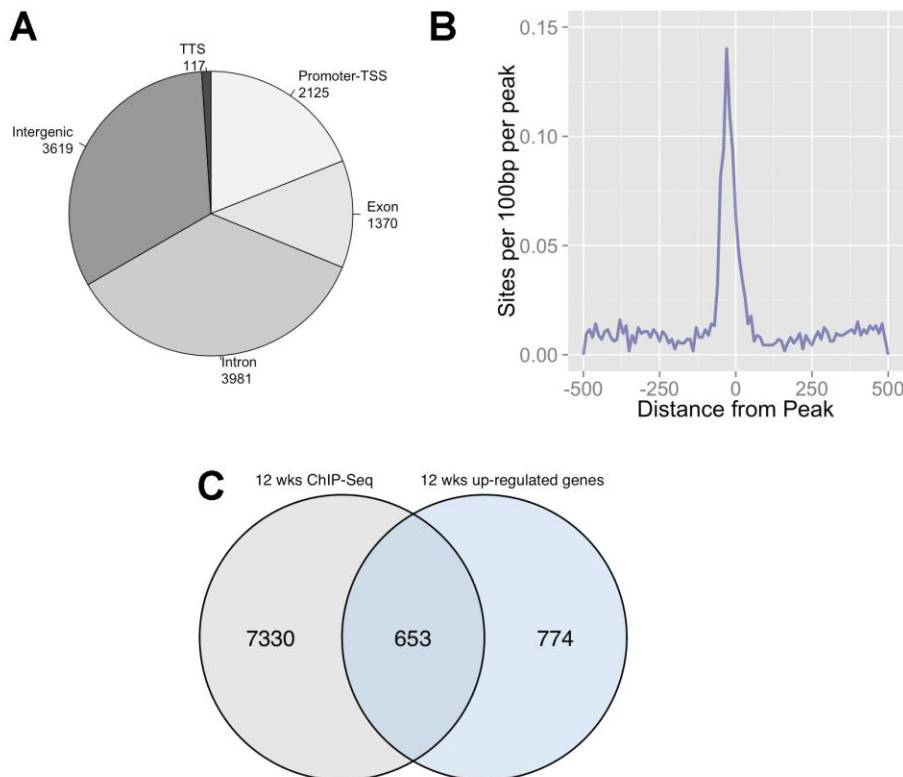 A
TTS
117
Promoter-TSS
2125
Intergenic
3619
Exon
1370
Intron
3981
B
Sites per 100bp per peak
0.15
0.10
0.05
0.00
-500
-250
0
250
500
Distance from Peak
C
12 wks ChIP-Seq
12 wks up-regulated genes
7330
653
774